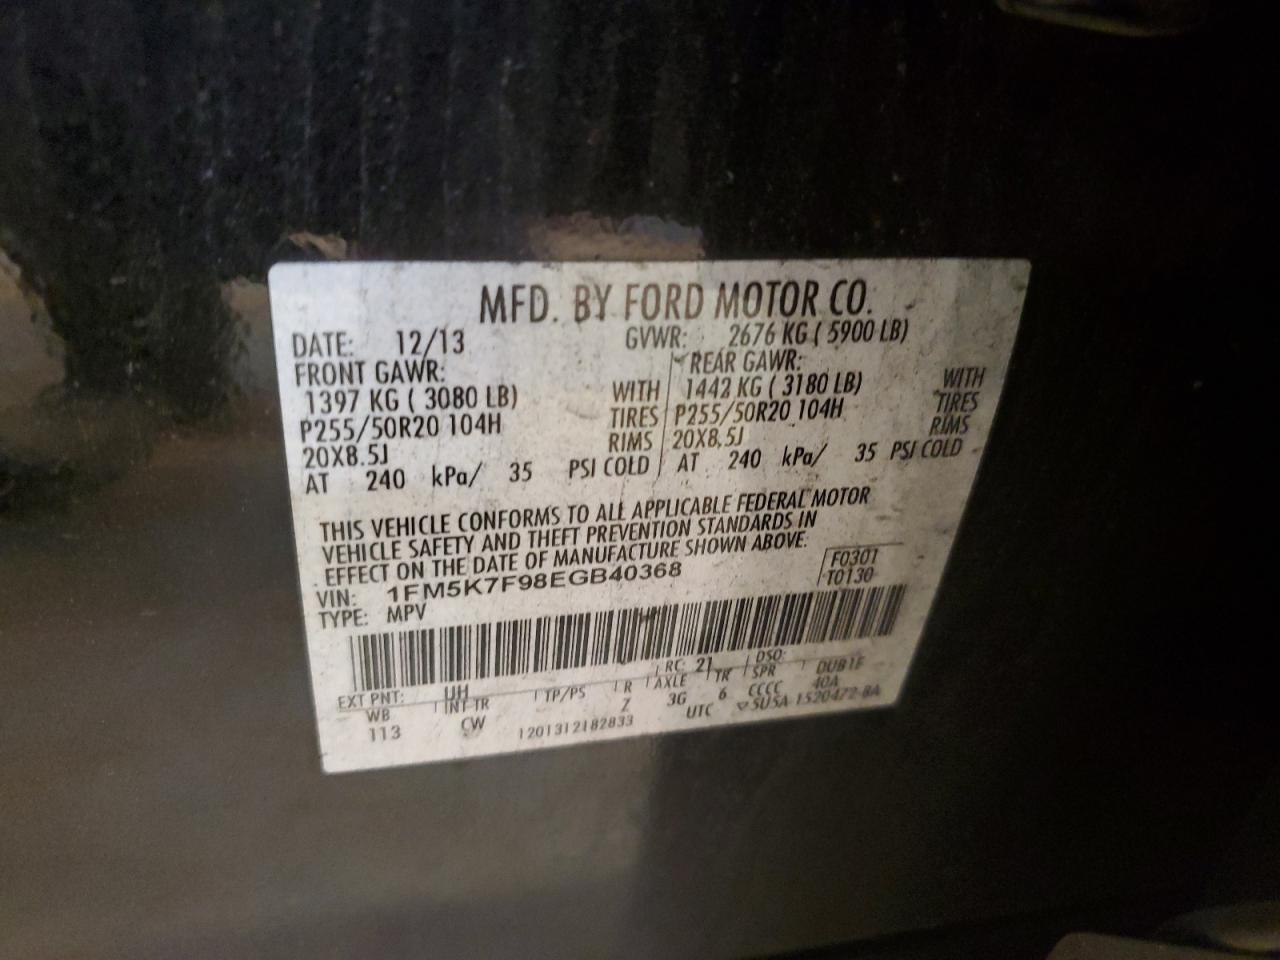 MFD. BY FORD MOTOR CO.
DATE: 12/13 GVWR: 2676 KG ( 5900 LB)
FRONT GAWR: REAR GAWR:
1397 KG ( 3080 LB) WITH 1442 KG ( 3180 LB) WITH
P255/50R20 104H TIRES P255/50R20 104H TIRES
20X8.5J RIMS 20X8.5J RIMS
AT 240 kPa/ 35 PSI COLD AT 240 kPa/ 35 PSI COLD
THIS VEHICLE CONFORMS TO ALL APPLICABLE FEDERAL MOTOR
VEHICLE SAFETY AND THEFT PREVENTION STANDARDS IN
EFFECT ON THE DATE OF MANUFACTURE SHOWN ABOVE.
VIN: 1FM5K7F98EGB40368 F0301
TYPE: MPV T0130
EXT PNT: UH RC: 21 DSO:
WB INT TR TP/PS R AXLE TR SPR DUB1F
113 CW Z 3G 6 CCCC 40A
1201312182833 UTC ▽5U5A-1520472-BA